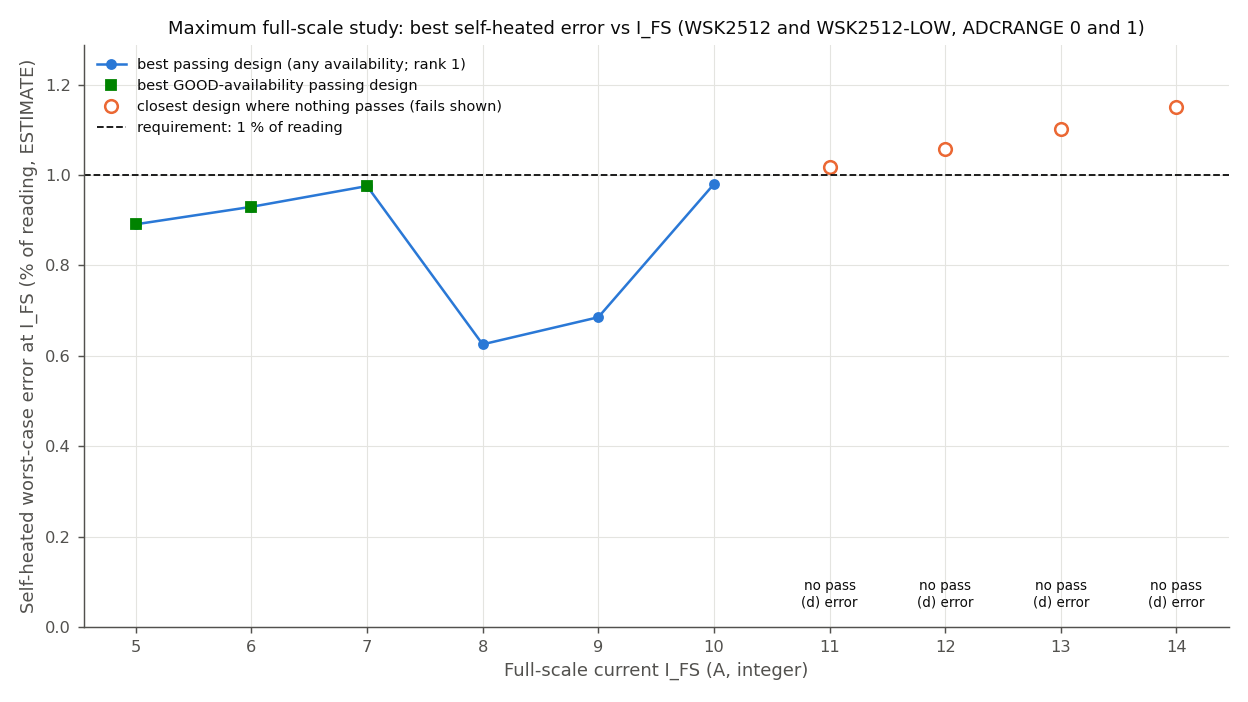 Maximum full-scale study: best self-heated error vs I_FS (WSK2512 and WSK2512-LOW, ADCRANGE 0 and 1)
best passing design (any availability; rank 1)
best GOOD-availability passing design
closest design where nothing passes (fails shown)
requirement: 1 % of reading
Self-heated worst-case error at I_FS (% of reading, ESTIMATE)
1.2
1.0
0.8
0.6
0.4
0.2
0.0
no pass
(d) error
no pass
(d) error
no pass
(d) error
no pass
(d) error
5 6 7 8 9 10 11 12 13 14
Full-scale current I_FS (A, integer)